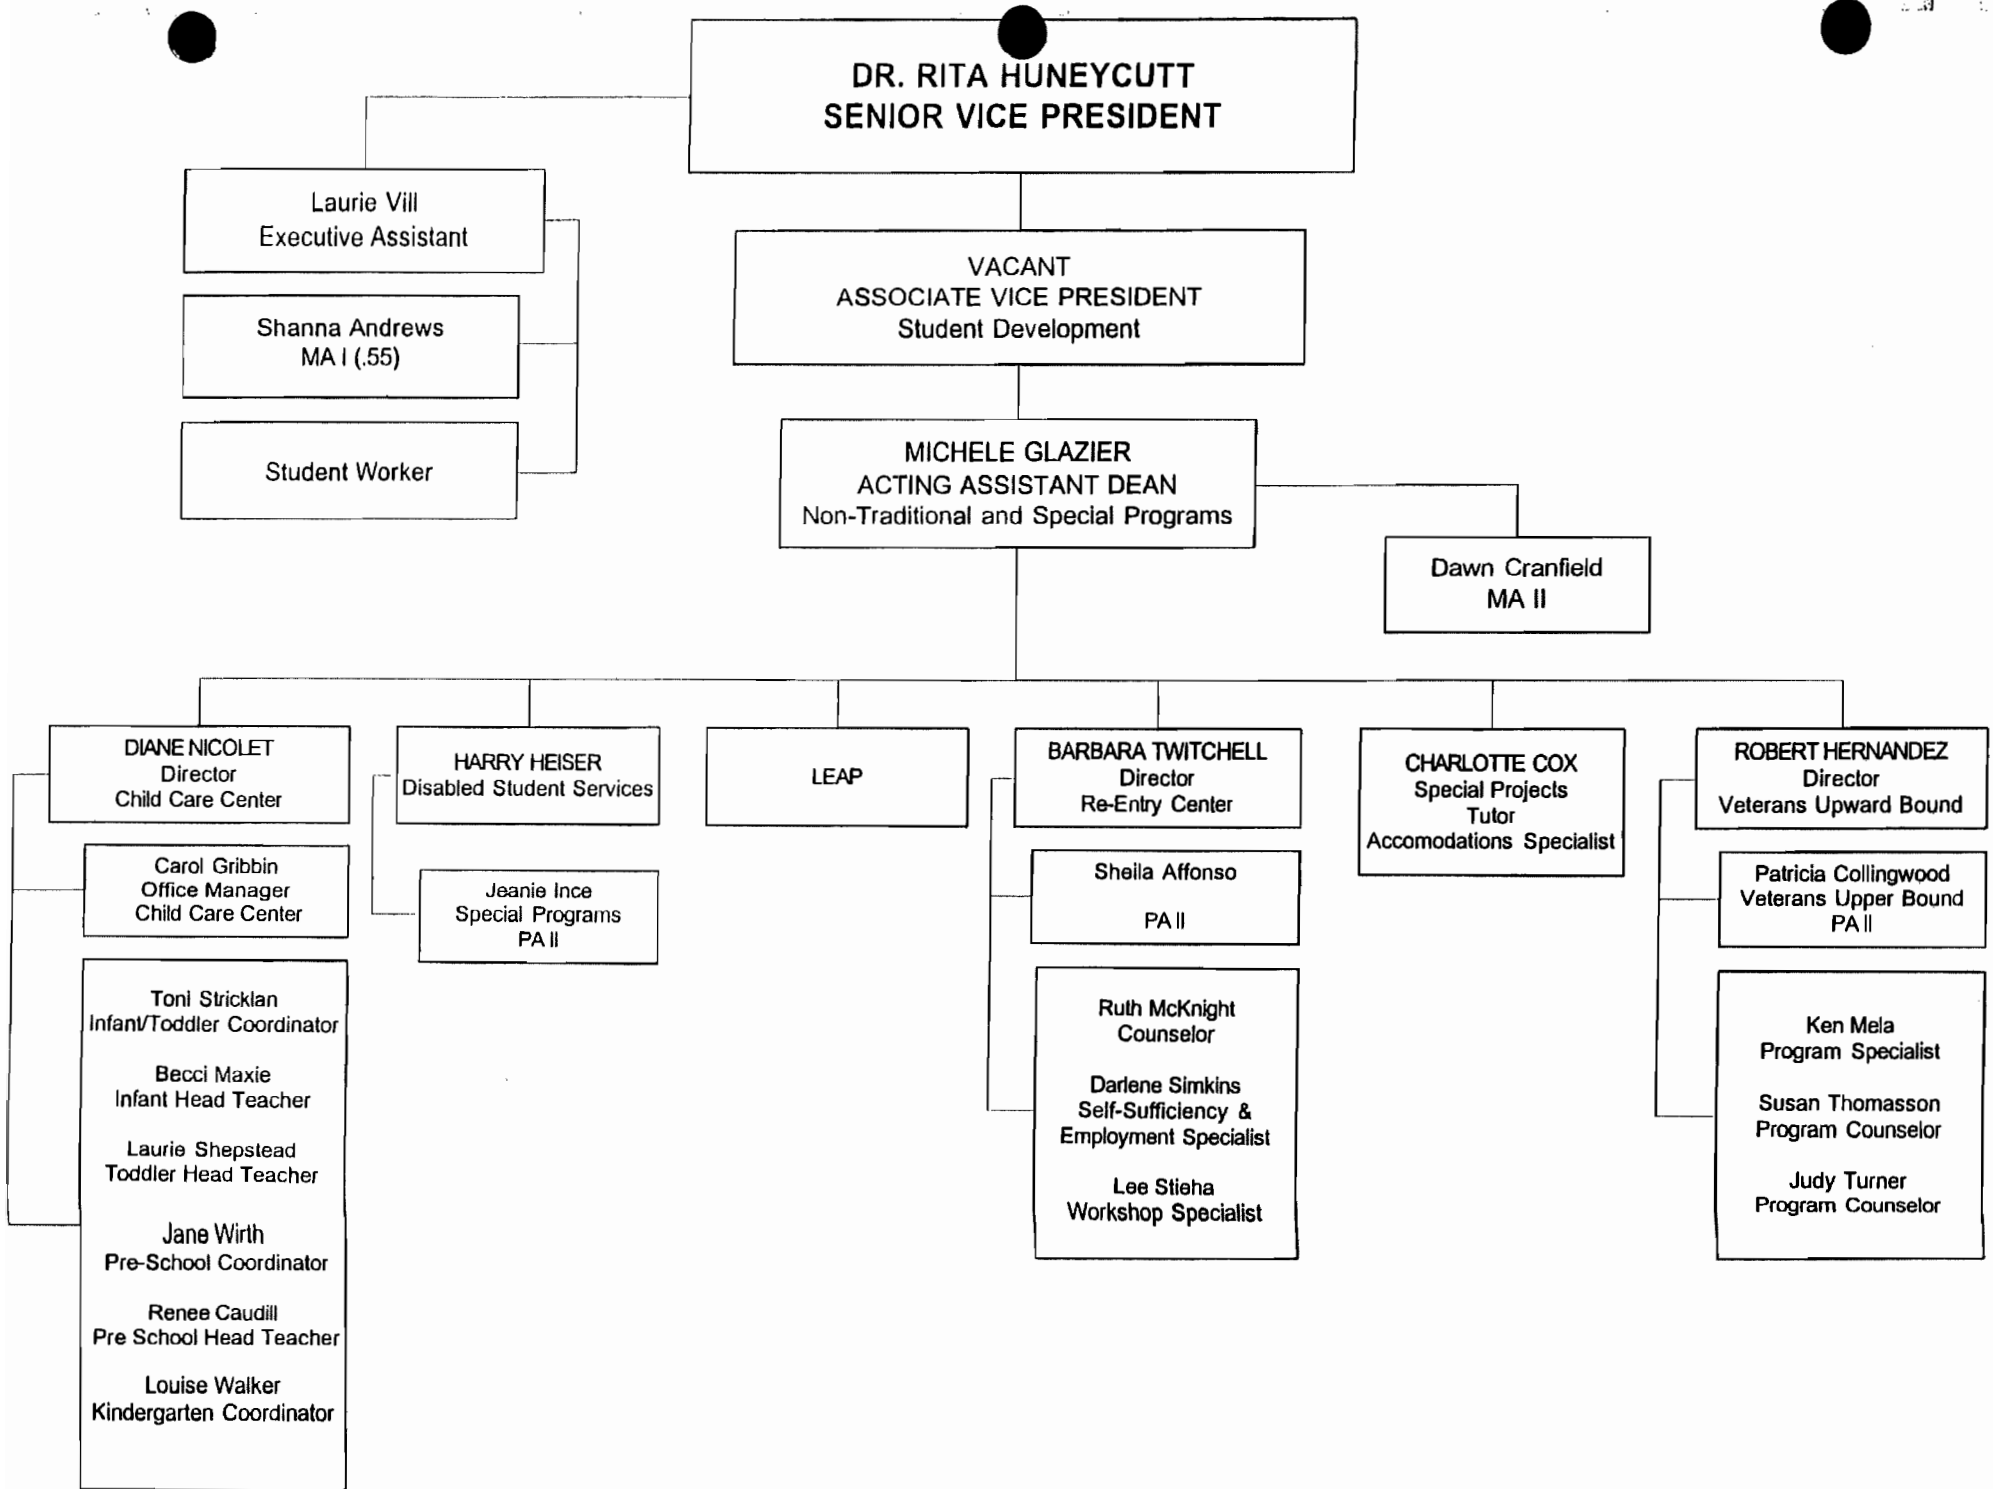 DR. RITA HUNEYCUTT
SENIOR VICE PRESIDENT
Laurie Vill
Executive Assistant
Shanna Andrews
MA I (.55)
Student Worker
VACANT
ASSOCIATE VICE PRESIDENT
Student Development
MICHELE GLAZIER
ACTING ASSISTANT DEAN
Non-Traditional and Special Programs
Dawn Cranfield
MA II
DIANE NICOLET
Director
Child Care Center
Carol Gribbin
Office Manager
Child Care Center
Toni Stricklan
Infant/Toddler Coordinator
Becci Maxie
Infant Head Teacher
Laurie Shepstead
Toddler Head Teacher
Jane Wirth
Pre-School Coordinator
Renee Caudill
Pre School Head Teacher
Louise Walker
Kindergarten Coordinator
HARRY HEISER
Disabled Student Services
Jeanie Ince
Special Programs
PA II
LEAP
BARBARA TWITCHELL
Director
Re-Entry Center
Sheila Affonso
PA II
Ruth McKnight
Counselor
Darlene Simkins
Self-Sufficiency &
Employment Specialist
Lee Stieha
Workshop Specialist
CHARLOTTE COX
Special Projects
Tutor
Accomodations Specialist
ROBERT HERNANDEZ
Director
Veterans Upward Bound
Patricia Collingwood
Veterans Upper Bound
PA II
Ken Mela
Program Specialist
Susan Thomasson
Program Counselor
Judy Turner
Program Counselor